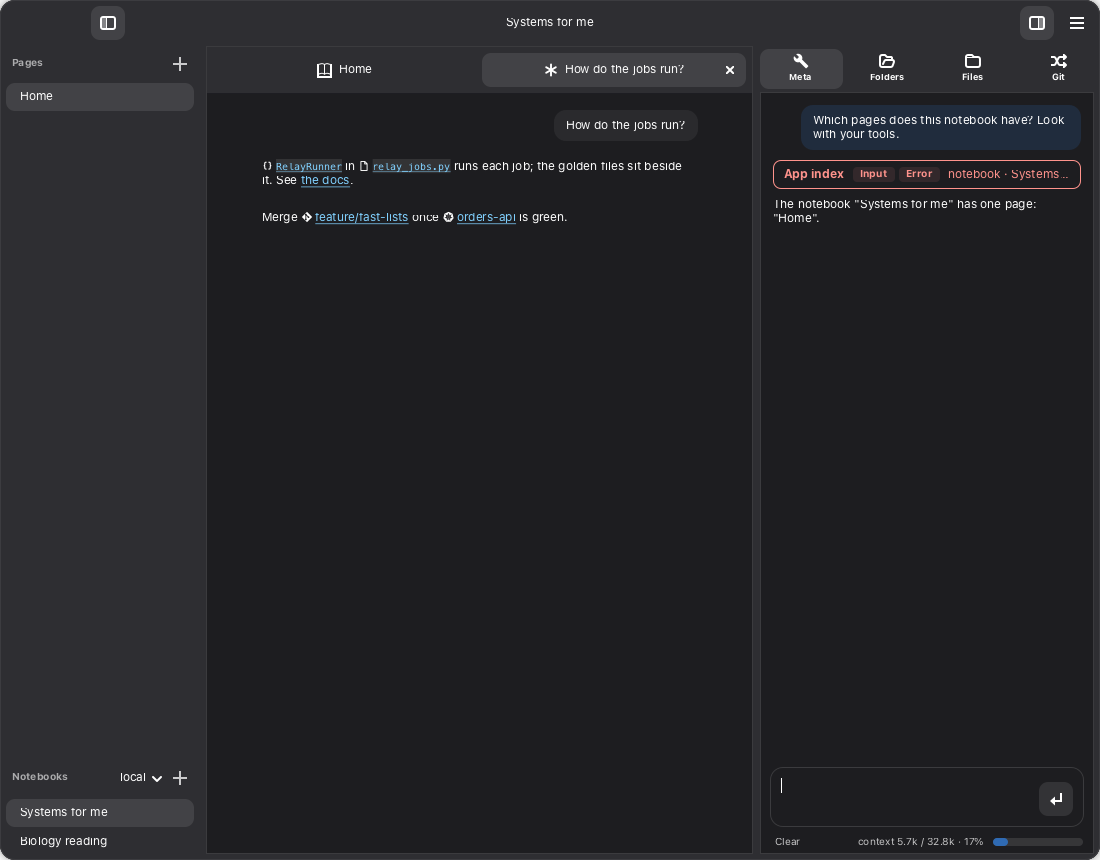 Systems for me
Pages
Home
Home
How do the jobs run?
How do the jobs run?
RelayRunner in relay_jobs.py runs each job; the golden files sit beside
it. See the docs.
Merge feature/fast-lists once orders-api is green.
Meta
Folders
Files
Git
Which pages does this notebook have? Look
with your tools.
App index Input Error notebook · Systems ...
The notebook "Systems for me" has one page:
"Home".
Notebooks
local
Systems for me
Biology reading
Clear
context 5.7k / 32.8k · 17%